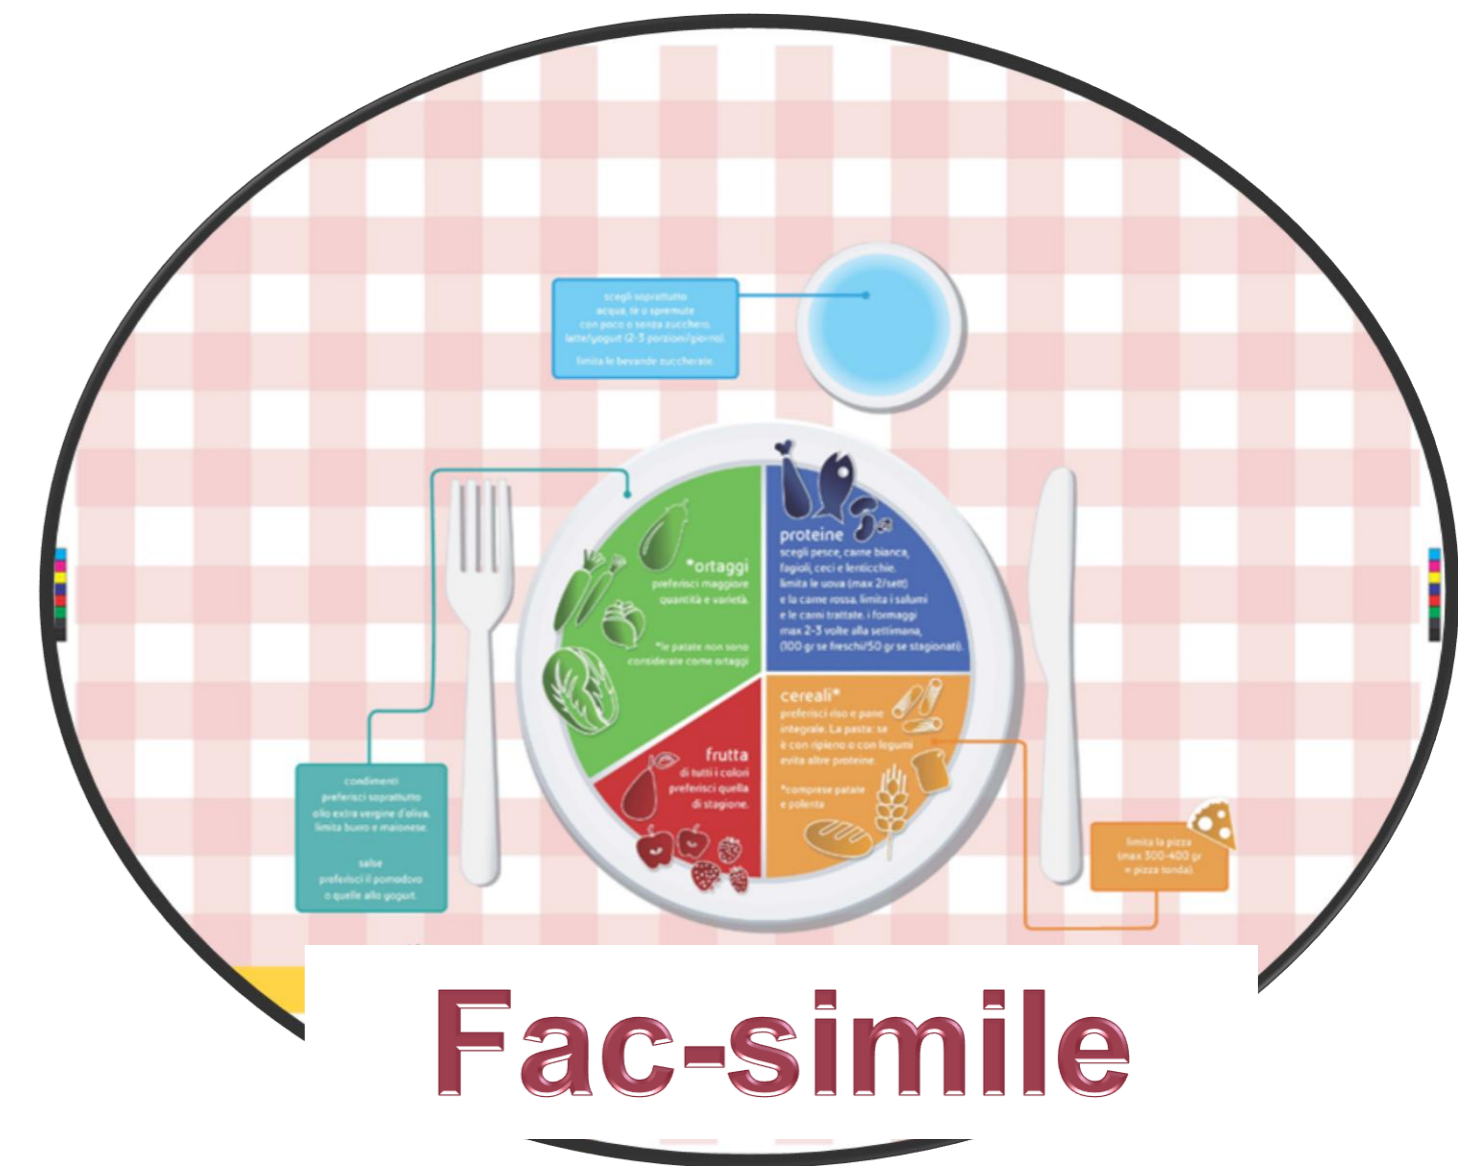 scegli soprattutto
acqua, tè o spremute
con poco o senza zucchero,
latte/yogurt (2-3 porzioni/giorno).
limita le bevande zuccherate.
proteine
scegli pesce, carne bianca,
fagioli, ceci e lenticchie.
limita le uova (max 2/sett)
e la carne rossa. limita i salumi
e le carni trattate. i formaggi
max 2-3 volte alla settimana,
(100 gr se freschi/50 gr se stagionati).
*ortaggi
preferisci maggiore
quantità e varietà.
*le patate non sono
considerate come ortaggi
cereali*
preferisci riso e pane
integrale. La pasta: se
è con ripieno o con legumi
evita altre proteine.
*comprese patate
e polenta
frutta
di tutti i colori
preferisci quella
di stagione.
condimenti
preferisci soprattutto
olio extra vergine d'oliva.
limita burro e maionese.
salse
preferisci il pomodoro
o quelle allo yogurt.
limita la pizza
(max 300-400 gr
= pizza tonda).
Fac-simile